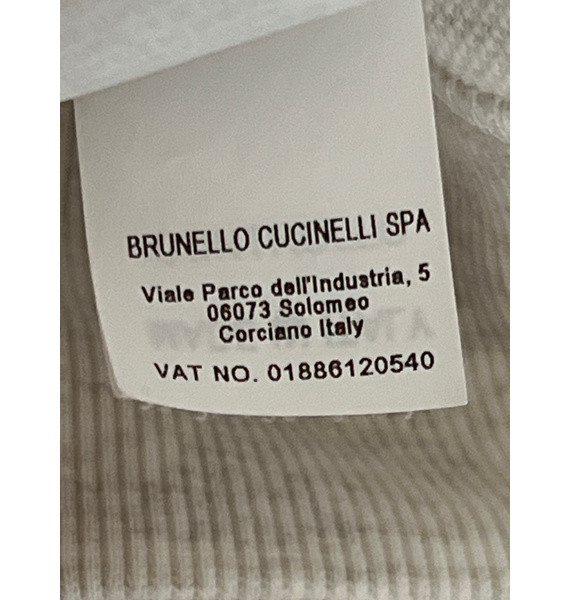 BRUNELLO CUCINELLI SPA
Viale Parco dell'Industria, 5
06073 Solomeo
Corciano Italy
VAT NO. 01886120540